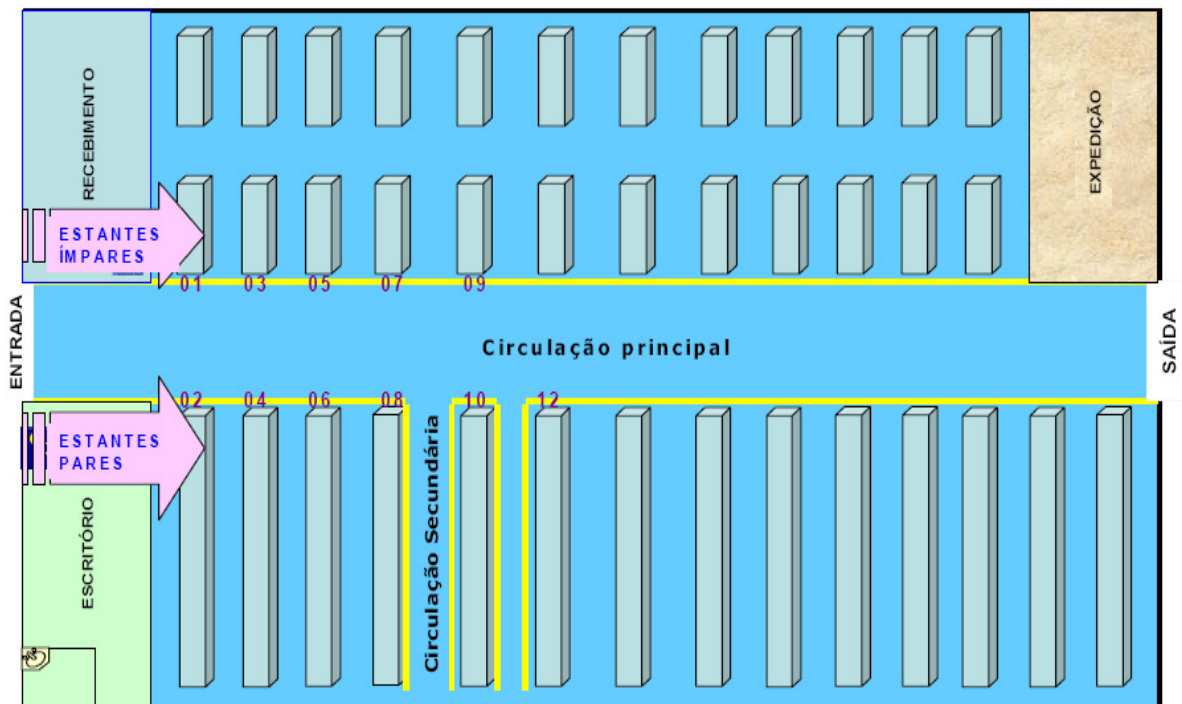 RECEBIMENTO
EXPEDIÇÃO
ESTANTES
ÍMPARES
01 03 05 07 09
ENTRADA
Circulação principal
SAÍDA
02 04 06 08 10 12
ESTANTES
PARES
Circulação Secundária
ESCRITÓRIO